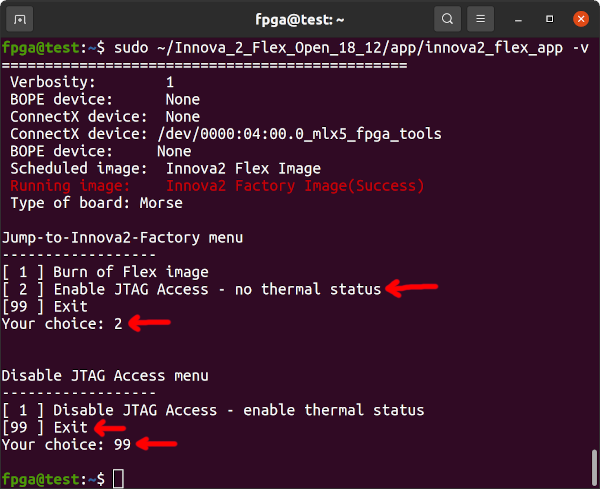 fpga@test: ~
fpga@test:~$ sudo ~/Innova_2_Flex_Open_18_12/app/innova2_flex_app -v
===============================================
Verbosity: 1
BOPE device: None
ConnectX device: None
ConnectX device: /dev/0000:04:00.0_mlx5_fpga_tools
BOPE device: None
Scheduled image: Innova2 Flex Image
Running image: Innova2 Factory Image(Success)
Type of board: Morse
Jump-to-Innova2-Factory menu
------------------
[ 1 ] Burn of Flex image
[ 2 ] Enable JTAG Access - no thermal status
[99 ] Exit
Your choice: 2
Disable JTAG Access menu
------------------
[ 1 ] Disable JTAG Access - enable thermal status
[99 ] Exit
Your choice: 99
fpga@test:~$